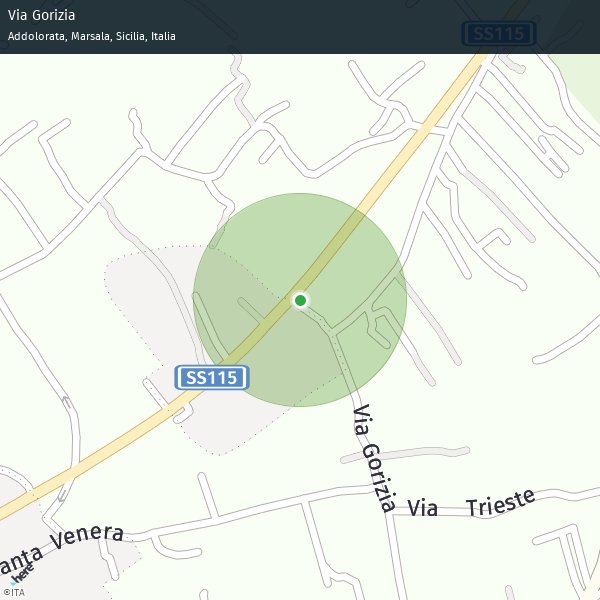 Via Gorizia
Addolorata, Marsala, Sicilia, Italia
SS115
SS115
Via Gorizia
Via Trieste
anta Venera
here
©ITA